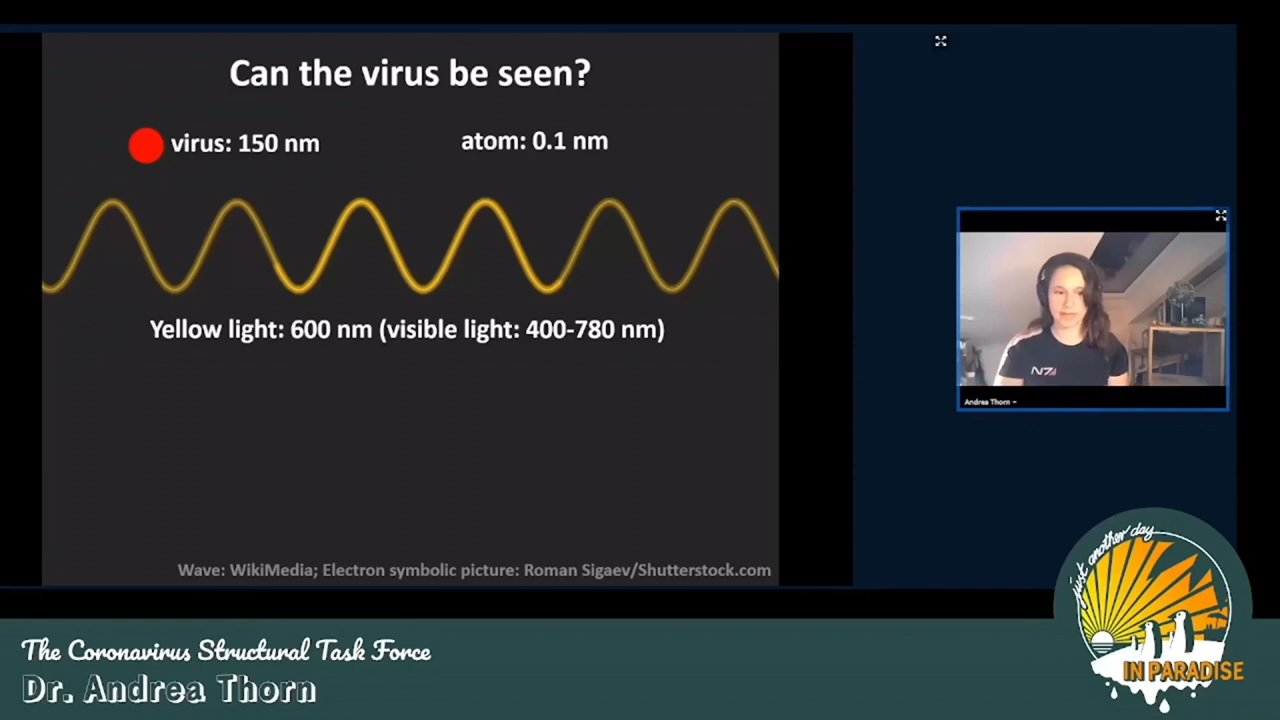 Can the virus be seen?
virus: 150 nm
atom: 0.1 nm
Yellow light: 600 nm (visible light: 400-780 nm)
Wave: WikiMedia; Electron symbolic picture: Roman Sigaev/Shutterstock.com
N7
Andrea Thorn
just another day
IN PARADISE
The Coronavirus Structural Task Force
Dr. Andrea Thorn